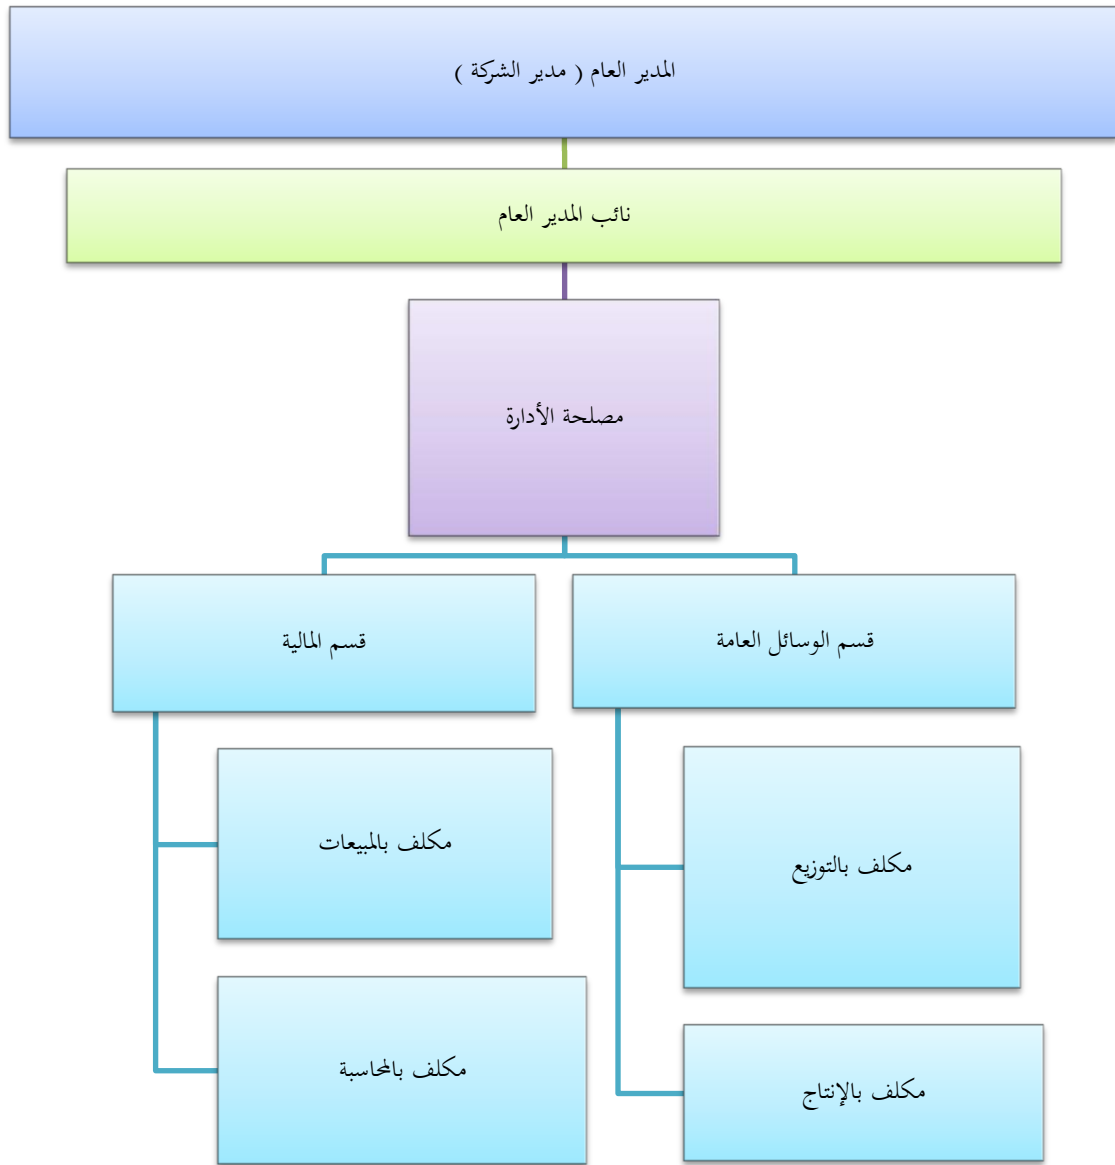 المدير العام ( مدير الشركة )
نائب المدير العام
مصلحة الأدارة
قسم الوسائل العامة
قسم المالية
مكلف بالتوزيع
مكلف بالمبيعات
مكلف بالإنتاج
مكلف بالمحاسبة